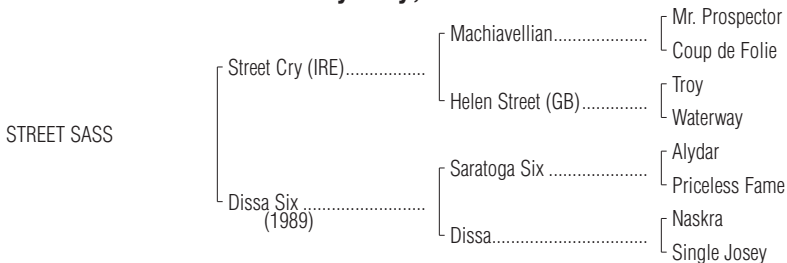 Mr. Prospector
Machiavellian....................
Coup de Folie
Street Cry (IRE).................
Troy
Helen Street (GB)..............
Waterway
STREET SASS
Alydar
Saratoga Six .....................
Priceless Fame
Dissa Six ..........................
(1989)
Naskra
Dissa.................................
Single Josey